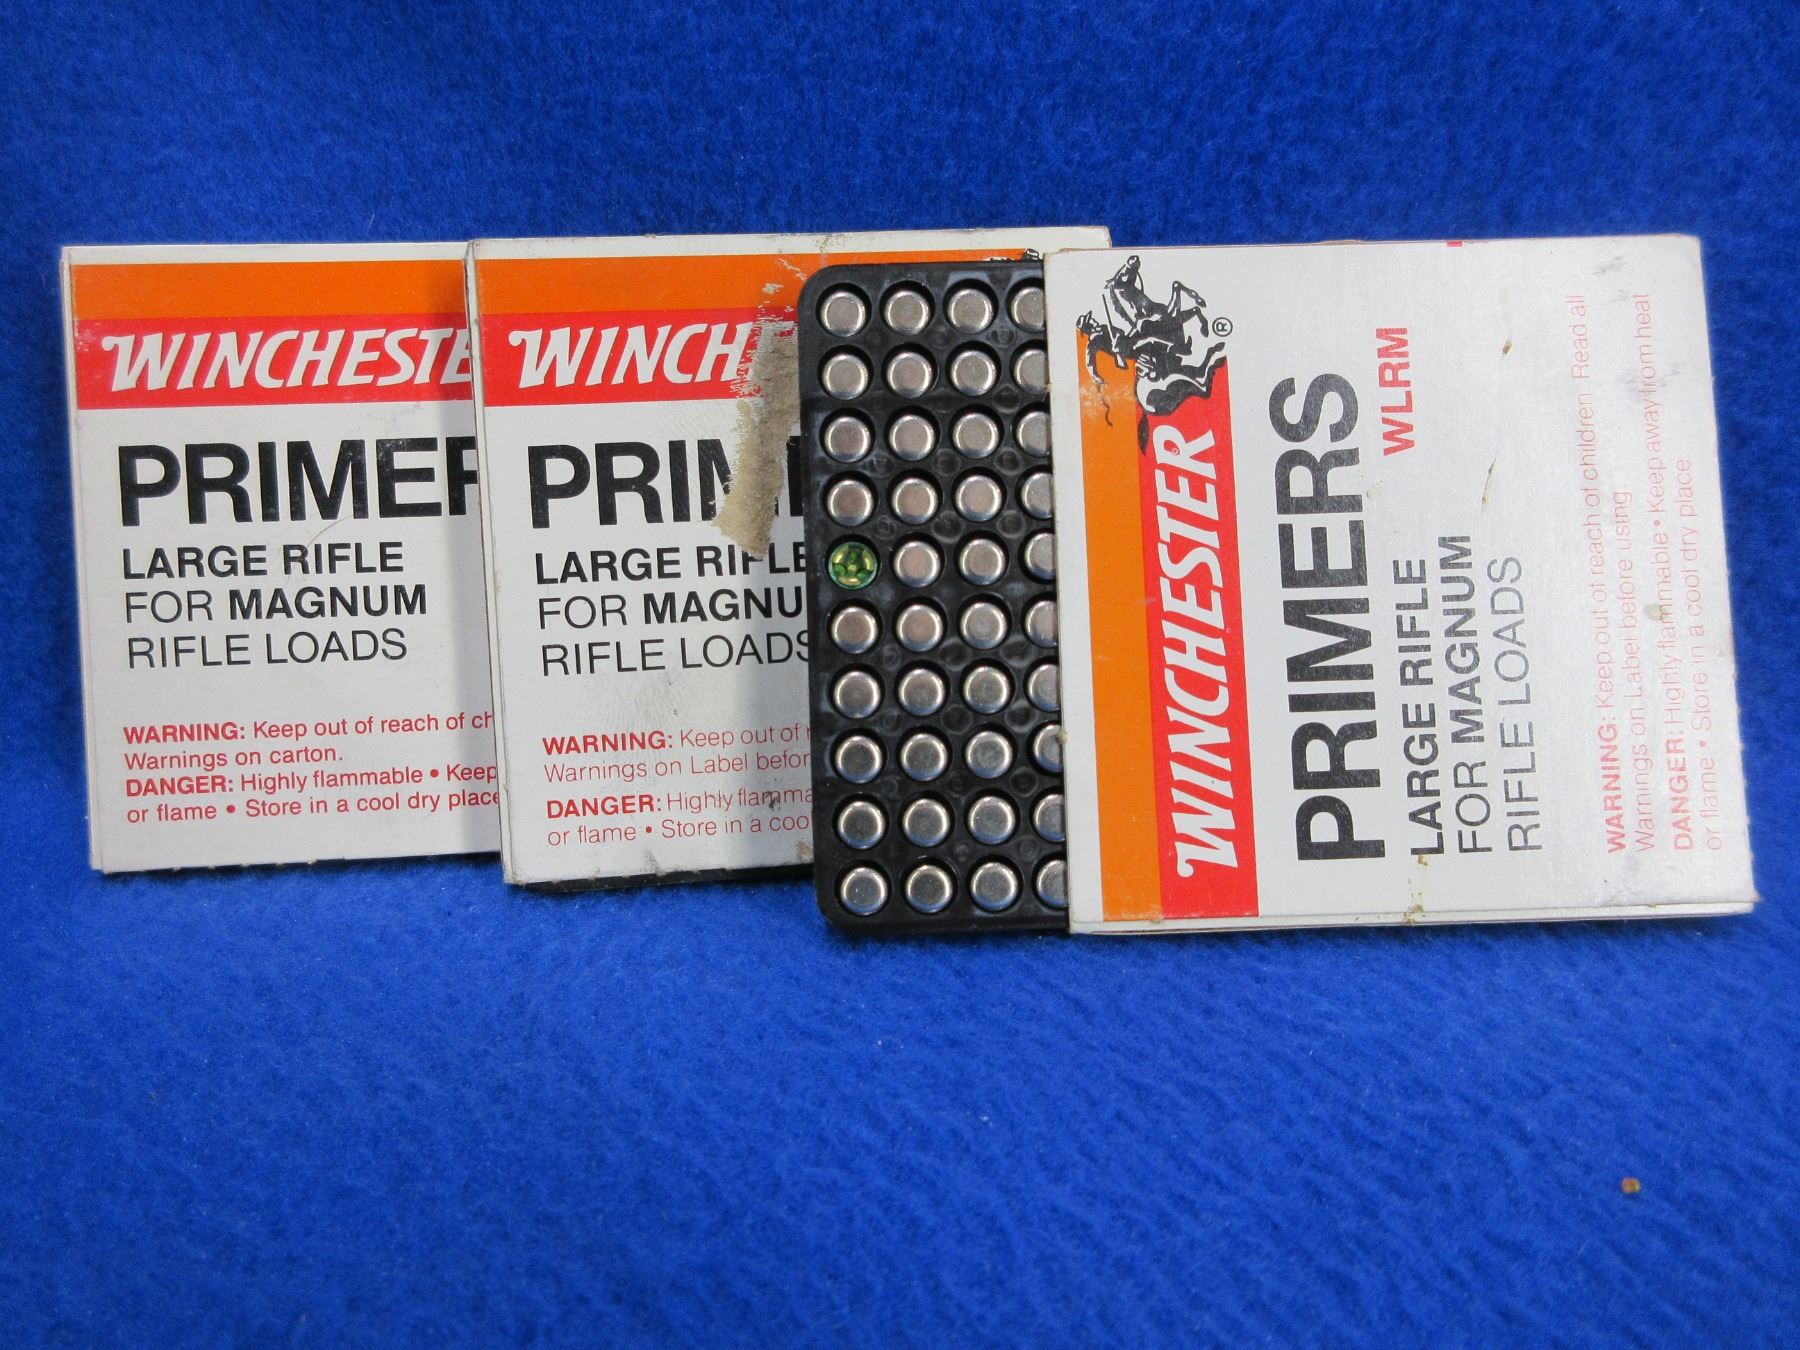 WINCHESTE
PRIMER
LARGE RIFLE
FOR MAGNUM
RIFLE LOADS
WARNING: Keep out of reach of ch
Warnings on carton.
DANGER: Highly flammable • Keep
or flame • Store in a cool dry place
WINCH
PRIM
LARGE RIFLE
FOR MAGNU
RIFLE LOADS
WARNING: Keep out of
Warnings on Label befor
DANGER: Highly flamma
or flame • Store in a coo
WINCHESTER ®
PRIMERS
WLRM
LARGE RIFLE
FOR MAGNUM
RIFLE LOADS
WARNING: Keep out of reach of children Read all
Warnings on Label before using
DANGER: Highly flammable • Keep away from heat
or flame • Store in a cool dry place